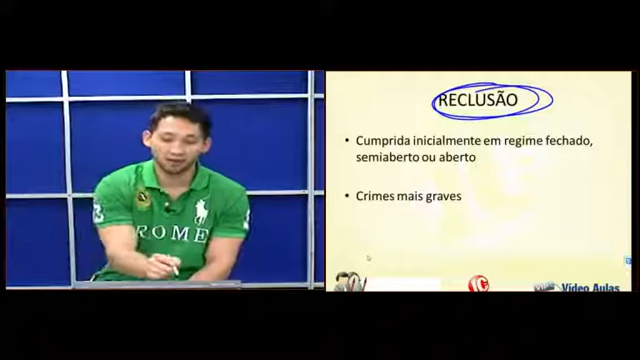 RECLUSÃO
• Cumprida inicialmente em regime fechado,
semiaberto ou aberto
• Crimes mais graves
ROME
Vídeo Aulas